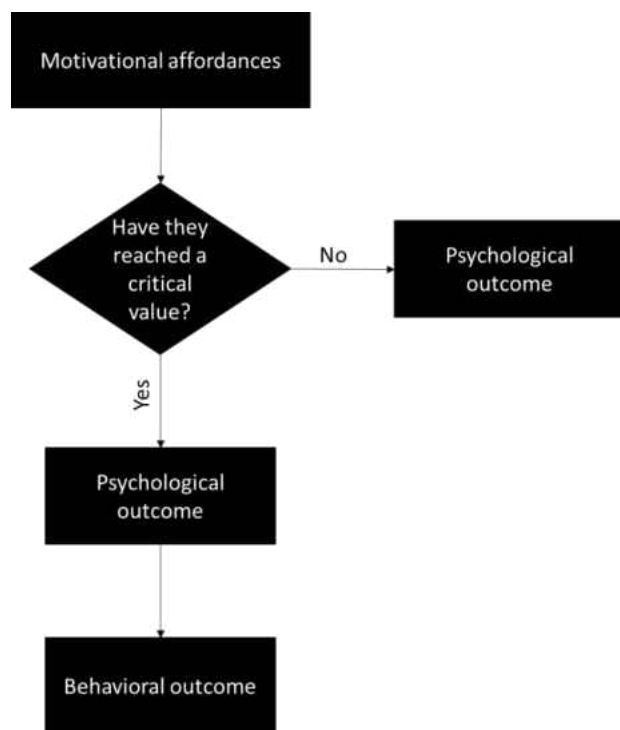 Motivational affordances
Have they
reached a
critical
value?
No
Psychological
outcome
Yes
Psychological
outcome
Behavioral outcome